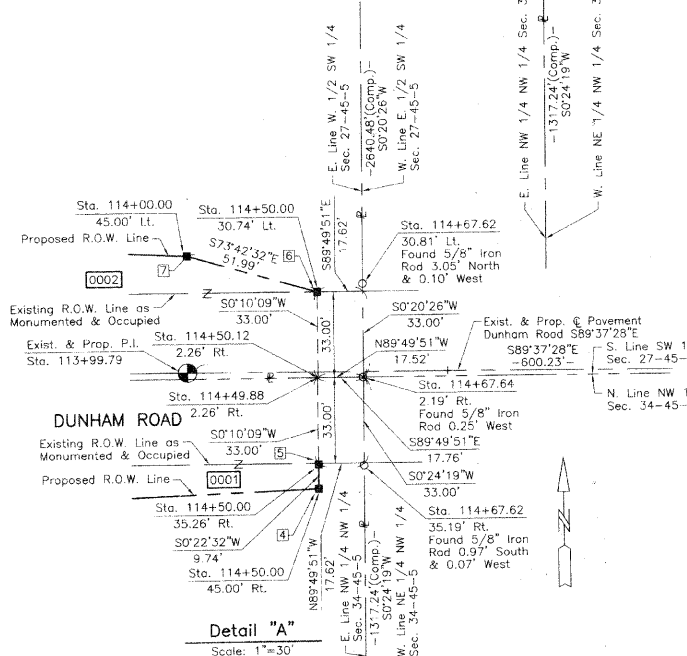 E. Line W. 1/2 SW 1/4
Sec. 27-45-5
-2640.48'(Comp.)-
S0°20'26"W
W. Line E. 1/2 SW 1/4
Sec. 27-45-5
E. Line NW 1/4 NW 1/4 Sec.
-1317.24'(Comp.)-
S0°24'19"W
W. Line NE 1/4 NW 1/4 Sec.
Sta. 114+00.00
45.00' Lt.
Proposed R.O.W. Line
0002
7
S73°42'32"E
51.99'
Sta. 114+50.00
30.74' Lt.
6
S89°49'51"E
17.62'
Sta. 114+67.62
30.81' Lt.
Found 5/8" Iron
Rod 3.05' North
& 0.10' West
Existing R.O.W. Line as
Monumented & Occupied
S0°10'09"W
33.00'
33.00'
S0°20'26"W
33.00'
Exist. & Prop. P.I.
Sta. 113+99.79
Sta. 114+50.12
2.26' Rt.
N89°49'51"W
17.52'
Exist. & Prop. ℄ Pavement
Dunham Road S89°37'28"E
S89°37'28"E
-600.23'-
S. Line SW
Sec. 27-45-
N. Line NW
Sec. 34-45-
Sta. 114+49.88
2.26' Rt.
DUNHAM ROAD
Sta. 114+67.64
2.19' Rt.
Found 5/8" Iron
Rod 0.25' West
S89°49'51"E
17.76'
33.00'
Existing R.O.W. Line as
Monumented & Occupied
S0°10'09"W
33.00'
5
Proposed R.O.W. Line
0001
S0°24'19"W
33.00'
Sta. 114+50.00
35.26' Rt.
4
S0°22'32"W
9.74'
Sta. 114+50.00
45.00' Rt.
N89°49'51"W
17.62'
E. Line NW 1/4 NW 1/4
Sec. 34-45-5
-1317.24'(Comp.)-
S0°24'19"W
W. Line NE 1/4 NW 1/4
Sec. 34-45-5
Sta. 114+67.62
35.19' Rt.
Found 5/8" Iron
Rod 0.97' South
& 0.07' West
N
Detail "A"
Scale: 1"=30'